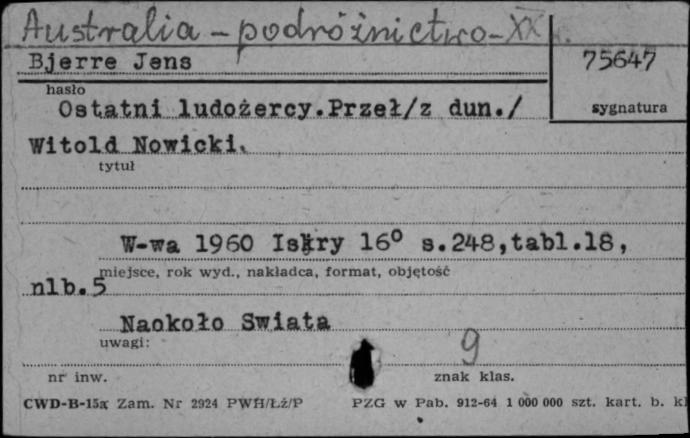 Australia - podróżnictwo - XX w.
Bjerre Jens
75647
hasło
Ostatni ludożercy.Przeł/z dun./
sygnatura
Witold Nowicki.
tytuł
W-wa 1960 Iskry 16° s.248,tabl.18,
miejsce, rok wyd., nakładca, format, objętość
nlb.5
Naokoło Swiata
uwagi:
9
nr inw.
znak klas.
CWD-B-15a Zam. Nr 2924 PWH/Łż/P PZG w Pab. 912-64 1 000 000 szt. kart. b. kl